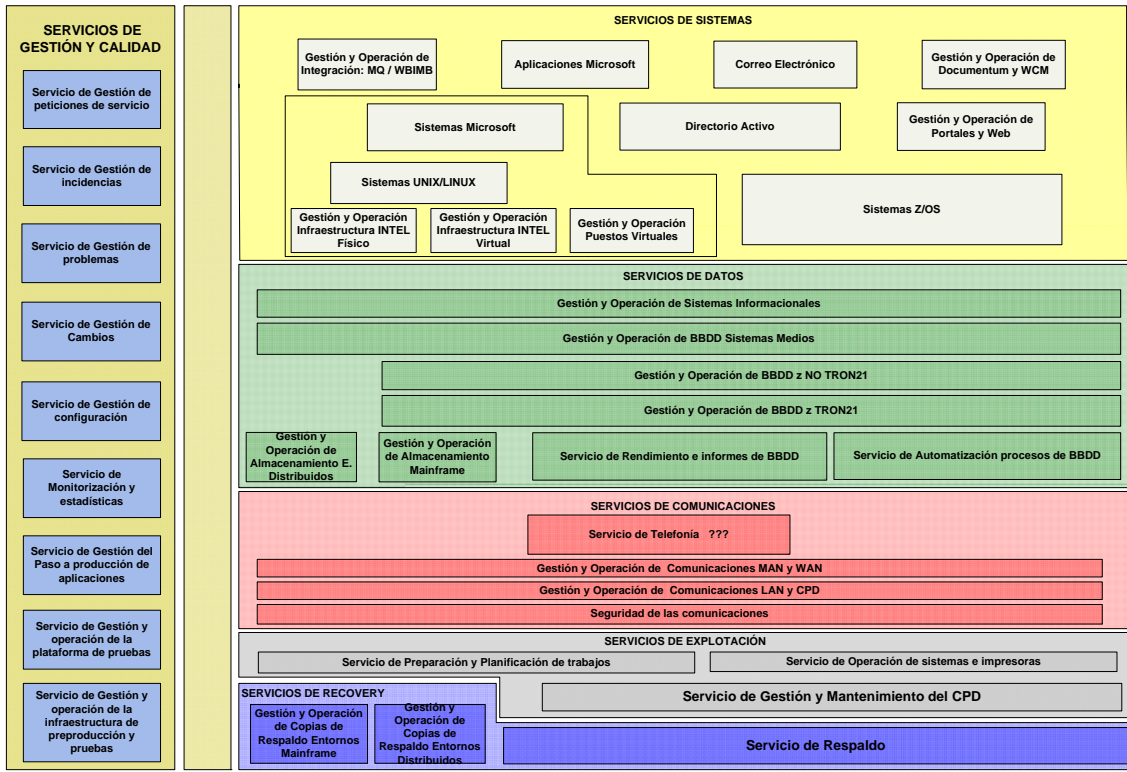 SERVICIOS DE
GESTIÓN Y CALIDAD
Servicio de Gestión de
peticiones de servicio
Servicio de Gestión de
incidencias
Servicio de Gestión de
problemas
Servicio de Gestión de
Cambios
Servicio de Gestión de
configuración
Servicio de
Monitorización y
estadísticas
Servicio de Gestión del
Paso a producción de
aplicaciones
Servicio de Gestión y
operación de la
plataforma de pruebas
Servicio de Gestión y
operación de la
infraestructura de
preproducción y
pruebas
SERVICIOS DE SISTEMAS
Gestión y Operación de
Integración: MQ / WBIMB
Aplicaciones Microsoft
Correo Electrónico
Gestión y Operación de
Documentum y WCM
Sistemas Microsoft
Directorio Activo
Gestión y Operación de
Portales y Web
Sistemas UNIX/LINUX
Sistemas Z/OS
Gestión y Operación
Infraestructura INTEL
Físico
Gestión y Operación
Infraestructura INTEL
Virtual
Gestión y Operación
Puestos Virtuales
SERVICIOS DE DATOS
Gestión y Operación de Sistemas Informacionales
Gestión y Operación de BBDD Sistemas Medios
Gestión y Operación de BBDD z NO TRON21
Gestión y Operación de BBDD z TRON21
Gestión y
Operación de
Almacenamiento E.
Distribuidos
Gestión y Operación
de Almacenamiento
Mainframe
Servicio de Rendimiento e informes de BBDD
Servicio de Automatización procesos de BBDD
SERVICIOS DE COMUNICACIONES
Servicio de Telefonía ???
Gestión y Operación de Comunicaciones MAN y WAN
Gestión y Operación de Comunicaciones LAN y CPD
Seguridad de las comunicaciones
SERVICIOS DE EXPLOTACIÓN
Servicio de Preparación y Planificación de trabajos
Servicio de Operación de sistemas e impresoras
Servicio de Gestión y Mantenimiento del CPD
SERVICIOS DE RECOVERY
Gestión y Operación
de Copias de
Respaldo Entornos
Mainframe
Gestión y
Operación de
Copias de
Respaldo Entornos
Distribuidos
Servicio de Respaldo